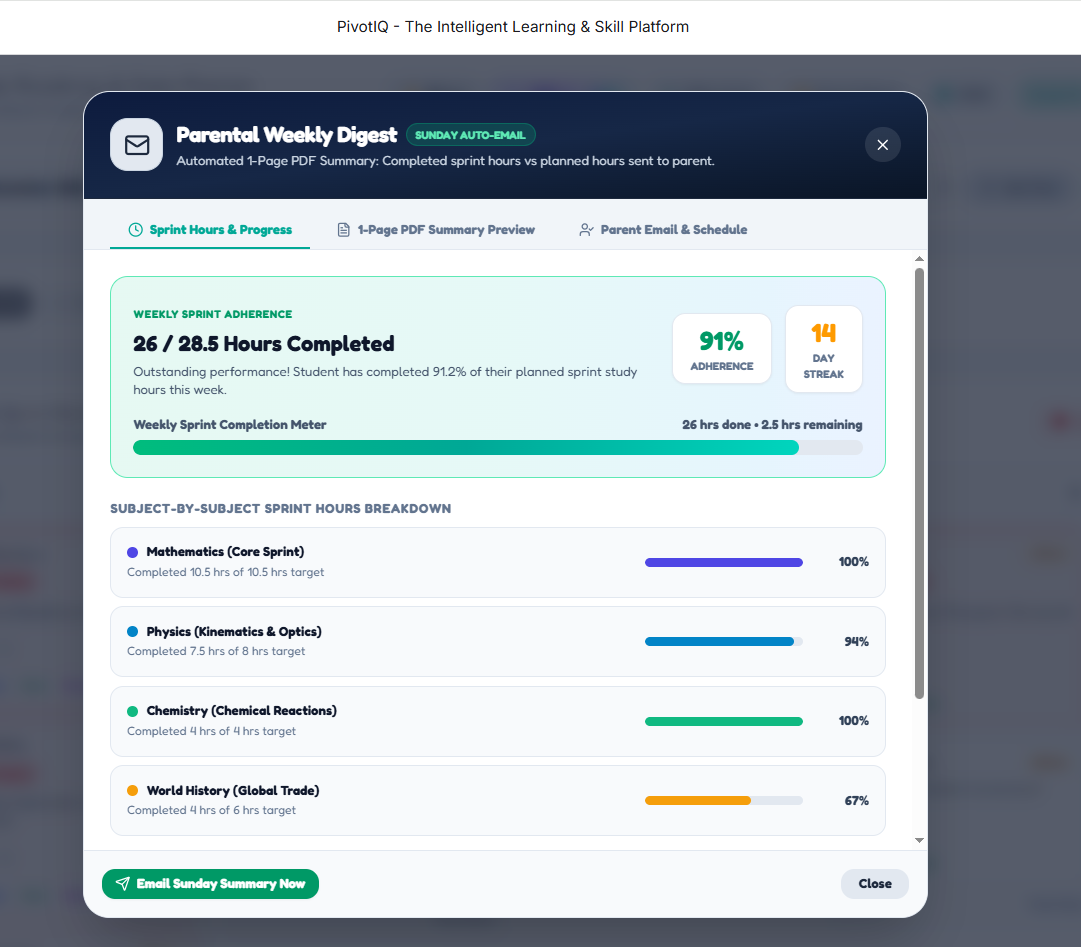 PivotIQ - The Intelligent Learning & Skill Platform
Parental Weekly Digest
SUNDAY AUTO-EMAIL
Automated 1-Page PDF Summary: Completed sprint hours vs planned hours sent to parent.
Sprint Hours & Progress
1-Page PDF Summary Preview
Parent Email & Schedule
WEEKLY SPRINT ADHERENCE
26 / 28.5 Hours Completed
Outstanding performance! Student has completed 91.2% of their planned sprint study
hours this week.
91%
ADHERENCE
14
DAY
STREAK
Weekly Sprint Completion Meter
26 hrs done • 2.5 hrs remaining
SUBJECT-BY-SUBJECT SPRINT HOURS BREAKDOWN
Mathematics (Core Sprint)
Completed 10.5 hrs of 10.5 hrs target
100%
Physics (Kinematics & Optics)
Completed 7.5 hrs of 8 hrs target
94%
Chemistry (Chemical Reactions)
Completed 4 hrs of 4 hrs target
100%
World History (Global Trade)
Completed 4 hrs of 6 hrs target
67%
Email Sunday Summary Now
Close